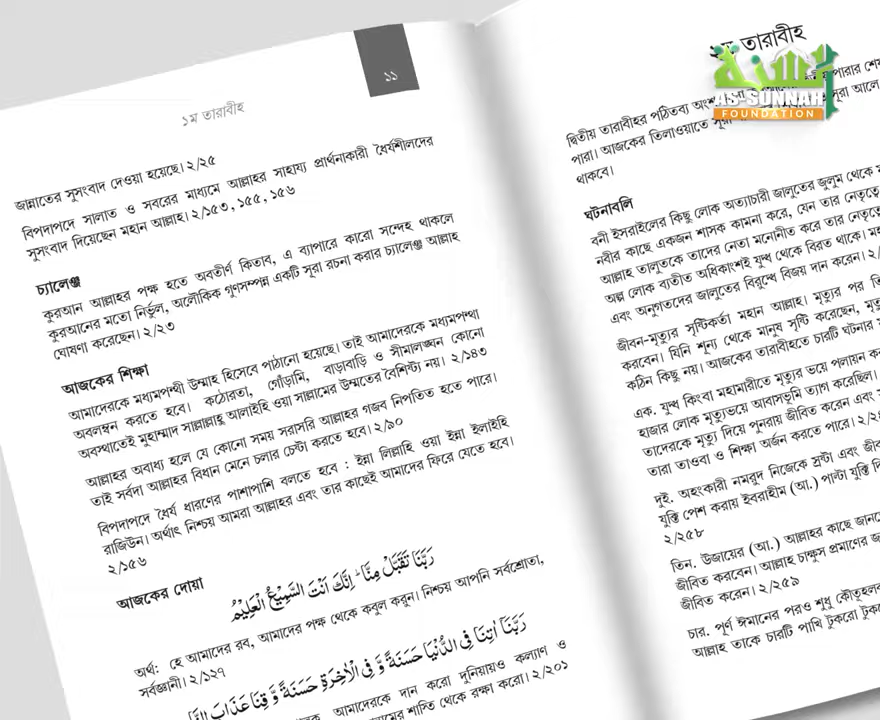 ১১
১ম তারাবীহ
জান্নাতের সুসংবাদ দেওয়া হয়েছে। ২/২৫
বিপদাপদে সালাত ও সবরের মাধ্যমে আল্লাহর সাহায্য প্রার্থনাকারী ধৈর্যশীলদের
সুসংবাদ দিয়েছেন মহান আল্লাহ। ২/১৫৩, ১৫৫, ১৫৬
চ্যালেঞ্জ
কুরআন আল্লাহর পক্ষ হতে অবতীর্ণ কিতাব, এ ব্যাপারে কারো সন্দেহ থাকলে
কুরআনের মতো নির্ভুল, অলৌকিক গুণসম্পন্ন একটি সূরা রচনা করার চ্যালেঞ্জ আল্লাহ
ঘোষণা করেছেন। ২/২৩
আজকের শিক্ষা
আমাদেরকে মধ্যমপন্থী উম্মাহ হিসেবে পাঠানো হয়েছে। তাই আমাদেরকে মধ্যমপন্থা
অবলম্বন করতে হবে। কঠোরতা, গোঁড়ামি, বাড়াবাড়ি ও সীমালঙ্ঘন কোনো
অবস্থাতেই মুহাম্মাদ সাল্লাল্লাহু আলাইহি ওয়া সাল্লামের উম্মতের বৈশিষ্ট্য নয়। ২/১৪৩
আল্লাহর অবাধ্য হলে যে কোনো সময় সরাসরি আল্লাহর গজব নিপতিত হতে পারে।
তাই সর্বদা আল্লাহর বিধান মেনে চলার চেষ্টা করতে হবে। ২/৯০
বিপদাপদে ধৈর্য ধারণের পাশাপাশি বলতে হবে : ইন্না লিল্লাহি ওয়া ইন্না ইলাইহি
রাজিউন। অর্থাৎ নিশ্চয় আমরা আল্লাহর এবং তার কাছেই আমাদের ফিরে যেতে হবে।
২/১৫৬
আজকের দোয়া
رَبَّنَا تَقَبَّلْ مِنَّا ؕ اِنَّكَ اَنْتَ السَّمِيْعُ الْعَلِيْمُ
অর্থ: হে আমাদের রব, আমাদের পক্ষ থেকে কবুল করুন। নিশ্চয় আপনি সর্বশ্রোতা,
সর্বজ্ঞানী। ২/১২৭
رَبَّنَاۤ اٰتِنَا فِي الدُّنْيَا حَسَنَةً وَّ فِي الْاٰخِرَةِ حَسَنَةً وَّ قِنَا عَذَابَ
আমাদেরকে দান করো দুনিয়ায়ও কল্যাণ ও
শাস্তি থেকে রক্ষা করো। ২/২০১
তারাবীহ
দ্বিতীয় তারাবীহর পঠিতব্য পারার
পারা। আজকের তিলাওয়াতে সূরা আলে
থাকবে।
ঘটনাবলি
বনী ইসরাইলের কিছু লোক অত্যাচারী জালুতের জুলুম থেকে
নবীর কাছে একজন শাসক কামনা করে, যেন তার নেতৃত্বে
আল্লাহ তালুতকে তাদের নেতা মনোনীত করে তার নেতৃত্বে
অল্প লোক ব্যতীত অধিকাংশই যুদ্ধ থেকে বিরত থাকে।
এবং অনুগতদের জালুতের বিরুদ্ধে বিজয় দান করেন।
জীবন-মৃত্যুর সৃষ্টিকর্তা মহান আল্লাহ। মৃত্যুর পর
করবেন। যিনি শূন্য থেকে মানুষ সৃষ্টি করেছেন,
কঠিন কিছু নয়। আজকের তারাবীহতে চারটি ঘটনার
এক. যুদ্ধ কিংবা মহামারীতে মৃত্যুর ভয়ে পলায়ন
হাজার লোক মৃত্যুভয়ে আবাসভূমি ত্যাগ করেছিল।
তাদেরকে মৃত্যু দিয়ে পুনরায় জীবিত করেন এবং
তারা তাওবা ও শিক্ষা অর্জন করতে পারে।
দুই. অহংকারী নমরুদ নিজেকে স্রষ্টা এবং
যুক্তি পেশ করায় ইবরাহীম (আ.) পাল্টা যুক্তি
২/২৫৮
তিন. উজায়ের (আ.) আল্লাহর কাছে
জীবিত করবেন। আল্লাহ চাক্ষুস প্রমাণের
জীবিত করেন। ২/২৫৯
চার. পূর্ণ ঈমানের পরও শুধু কৌতূহলবশ
আল্লাহ তাকে চারটি পাখি টুকরো
السنة
AS-SUNNAH
FOUNDATION